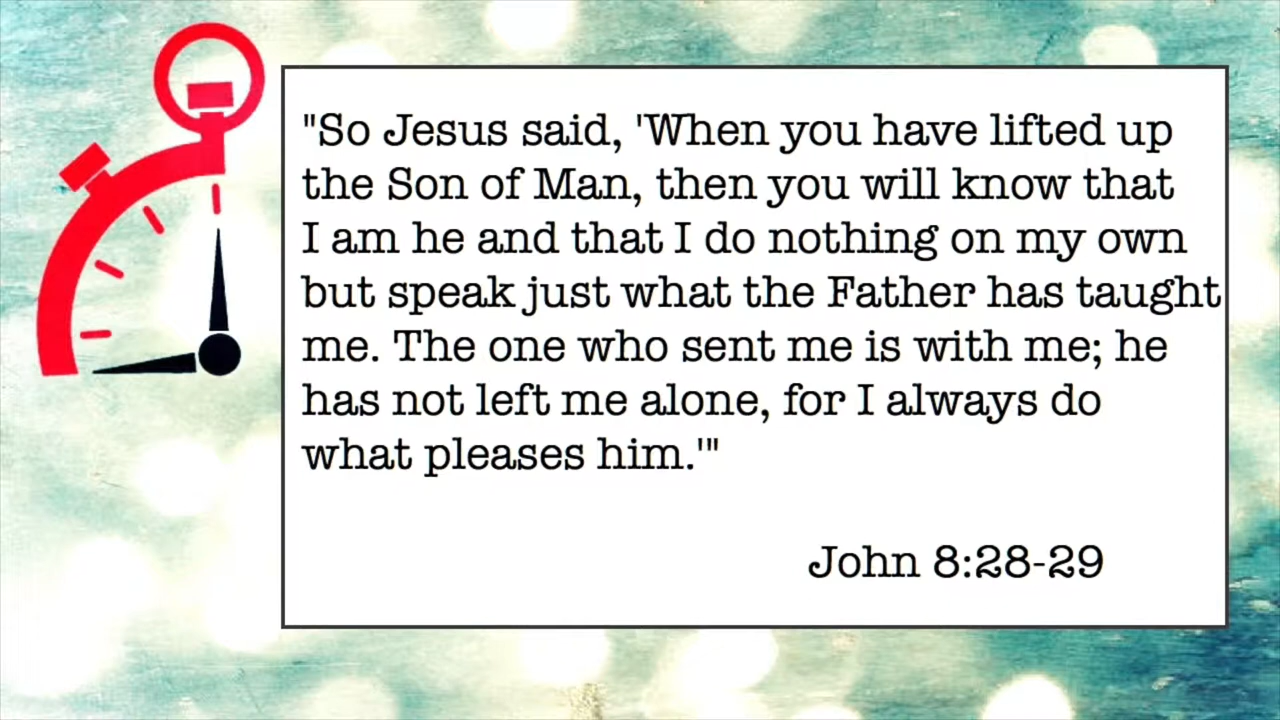 "So Jesus said, 'When you have lifted up
the Son of Man, then you will know that
I am he and that I do nothing on my own
but speak just what the Father has taught
me. The one who sent me is with me; he
has not left me alone, for I always do
what pleases him.'"
John 8:28-29